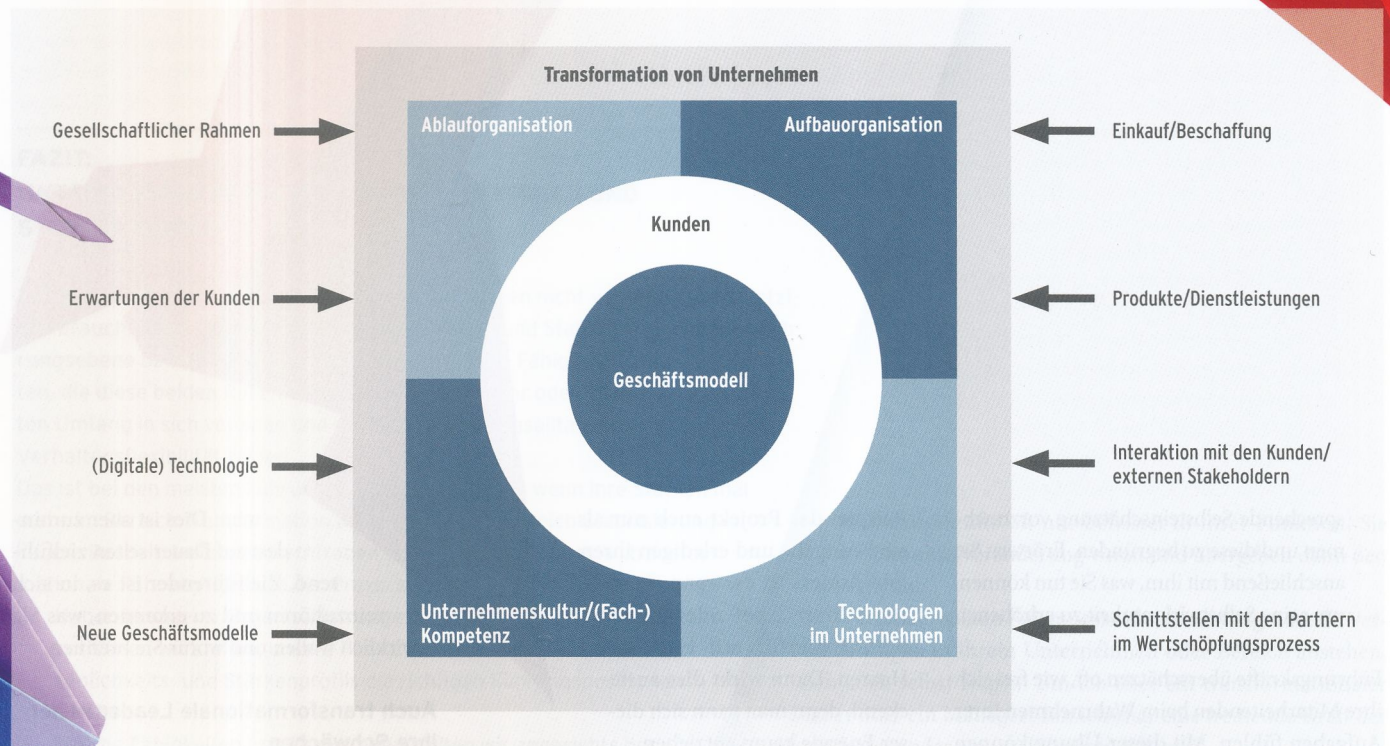 Transformation von Unternehmen
Gesellschaftlicher Rahmen
Erwartungen der Kunden
(Digitale) Technologie
Neue Geschäftsmodelle
Ablauforganisation
Aufbauorganisation
Kunden
Geschäftsmodell
Unternehmenskultur/(Fach-)
Kompetenz
Technologien
im Unternehmen
Einkauf/Beschaffung
Produkte/Dienstleistungen
Interaktion mit den Kunden/
externen Stakeholdern
Schnittstellen mit den Partnern
im Wertschöpfungsprozess